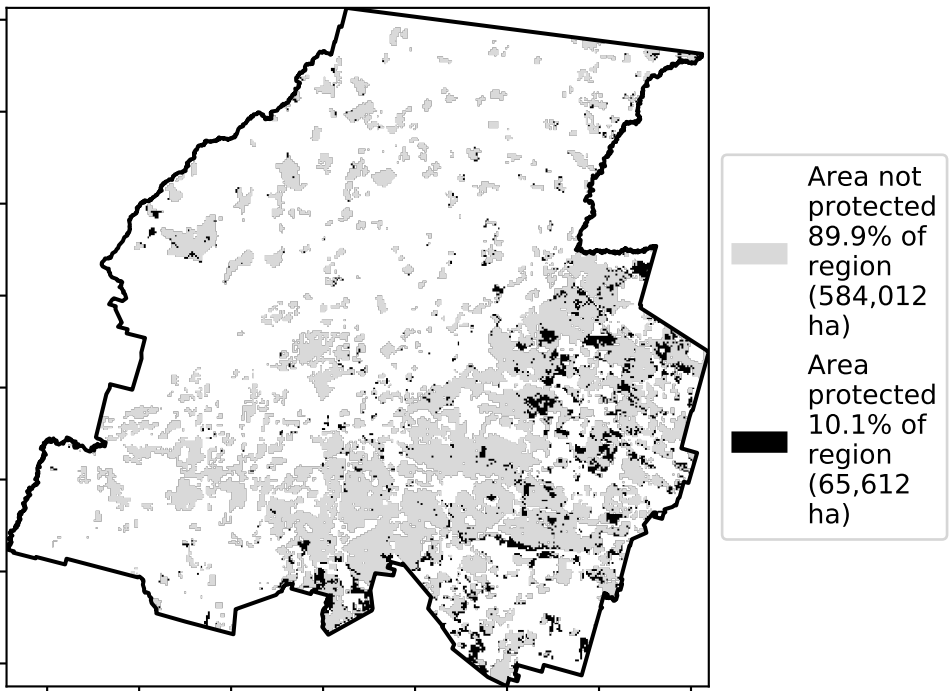 Area not
protected
89.9% of
region
(584,012
ha)
Area
protected
10.1% of
region
(65,612
ha)